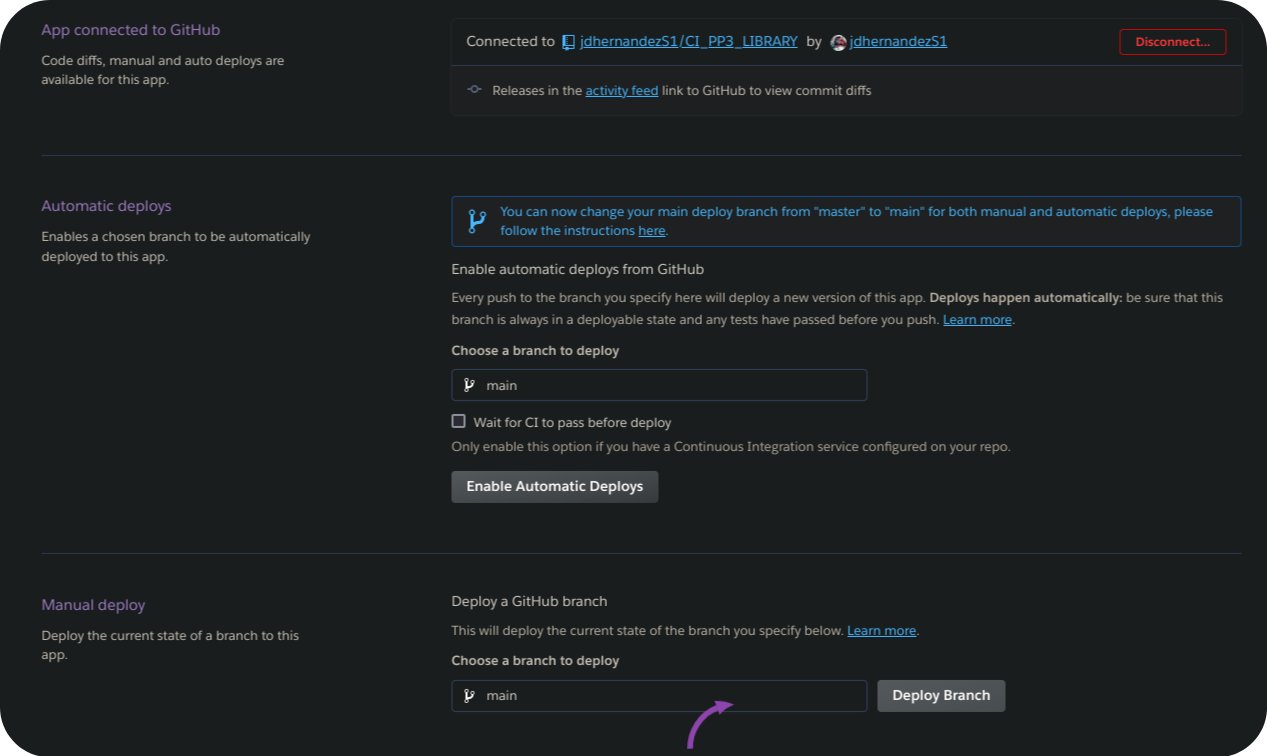 App connected to GitHub
Code diffs, manual and auto deploys are
available for this app.
Connected to jdhernandezS1/CI_PP3_LIBRARY by jdhernandezS1
Disconnect...
Releases in the activity feed link to GitHub to view commit diffs
Automatic deploys
Enables a chosen branch to be automatically
deployed to this app.
You can now change your main deploy branch from "master" to "main" for both manual and automatic deploys, please
follow the instructions here.
Enable automatic deploys from GitHub
Every push to the branch you specify here will deploy a new version of this app. Deploys happen automatically: be sure that this
branch is always in a deployable state and any tests have passed before you push. Learn more.
Choose a branch to deploy
main
Wait for CI to pass before deploy
Only enable this option if you have a Continuous Integration service configured on your repo.
Enable Automatic Deploys
Manual deploy
Deploy the current state of a branch to this
app.
Deploy a GitHub branch
This will deploy the current state of the branch you specify below. Learn more.
Choose a branch to deploy
main
Deploy Branch